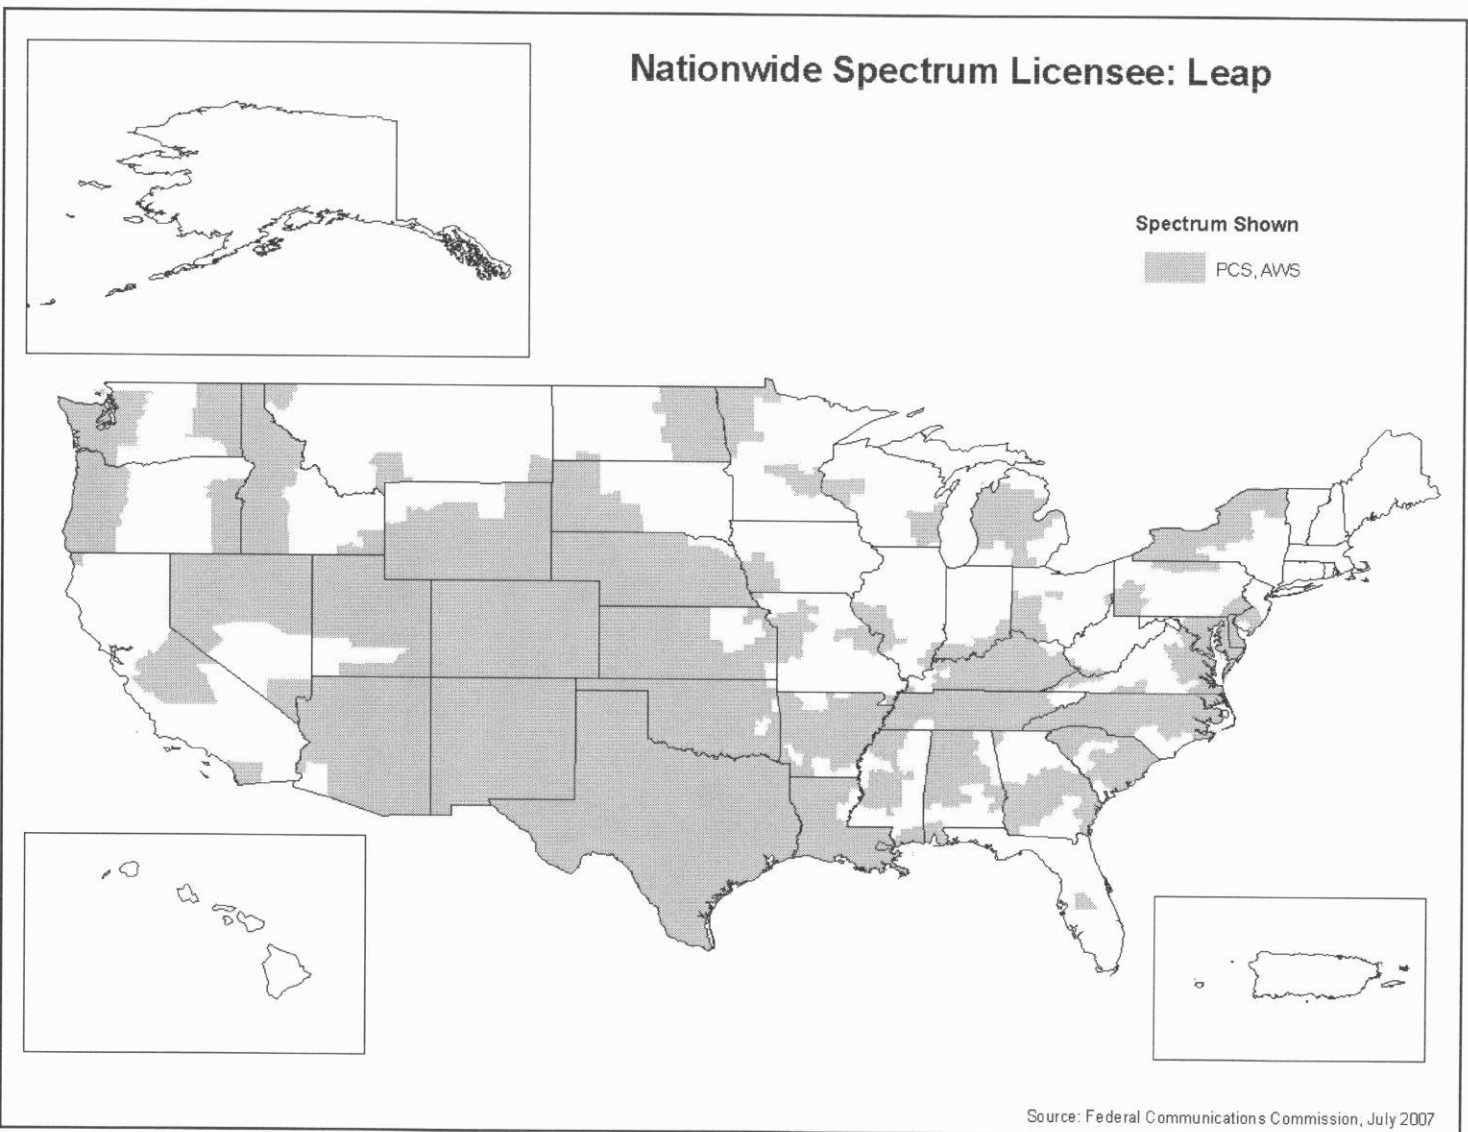 Nationwide Spectrum Licensee: Leap
Spectrum Shown
PCS, AWS
Source: Federal Communications Commission, July 2007